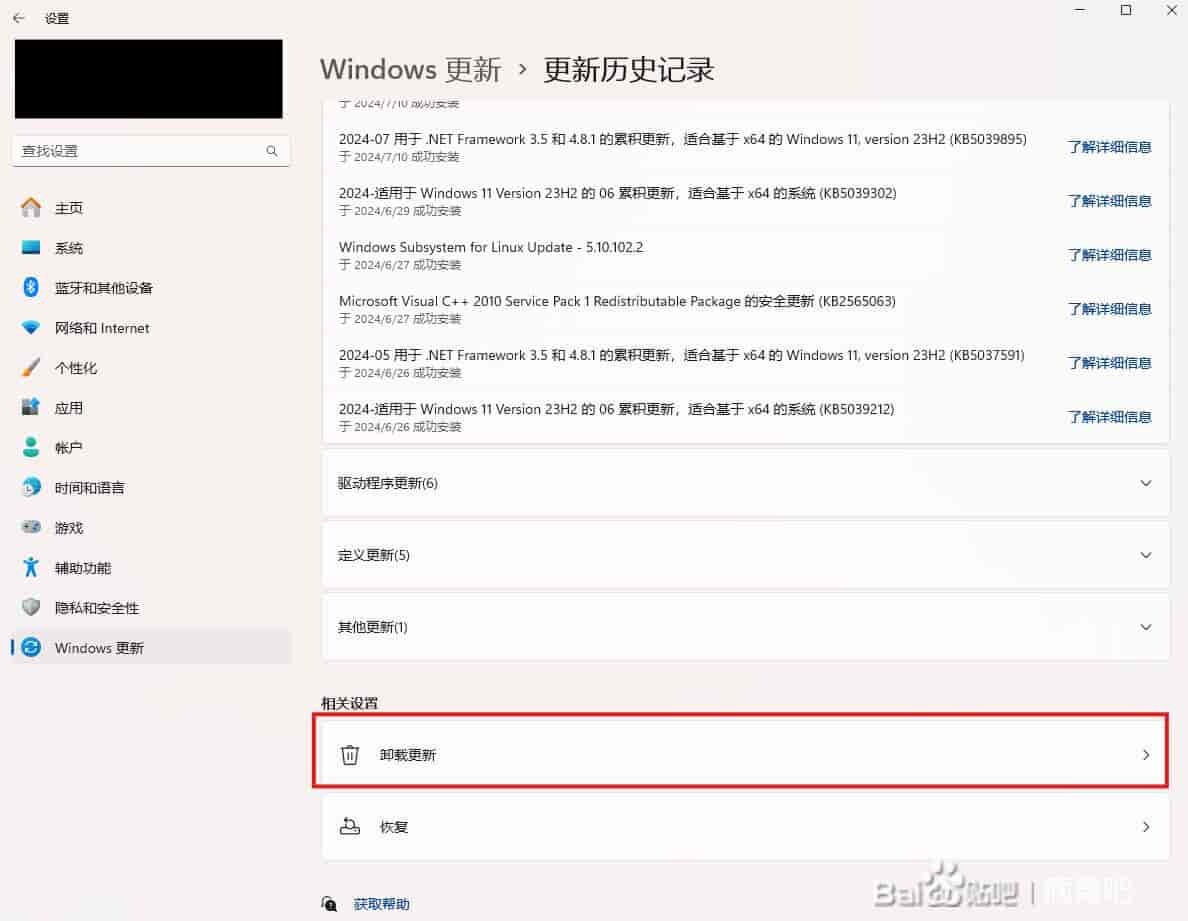 设置
Windows 更新 › 更新历史记录
查找设置
主页
系统
蓝牙和其他设备
网络和 Internet
个性化
应用
帐户
时间和语言
游戏
辅助功能
隐私和安全性
Windows 更新
于 2024/7/10 成功安装
2024-07 用于 .NET Framework 3.5 和 4.8.1 的累积更新，适合基于 x64 的 Windows 11, version 23H2 (KB5039895)
于 2024/7/10 成功安装
了解详细信息
2024-适用于 Windows 11 Version 23H2 的 06 累积更新，适合基于 x64 的系统 (KB5039302)
于 2024/6/29 成功安装
了解详细信息
Windows Subsystem for Linux Update - 5.10.102.2
于 2024/6/27 成功安装
了解详细信息
Microsoft Visual C++ 2010 Service Pack 1 Redistributable Package 的安全更新 (KB2565063)
于 2024/6/27 成功安装
了解详细信息
2024-05 用于 .NET Framework 3.5 和 4.8.1 的累积更新，适合基于 x64 的 Windows 11, version 23H2 (KB5037591)
于 2024/6/26 成功安装
了解详细信息
2024-适用于 Windows 11 Version 23H2 的 06 累积更新，适合基于 x64 的系统 (KB5039212)
于 2024/6/26 成功安装
了解详细信息
驱动程序更新(6)
定义更新(5)
其他更新(1)
相关设置
卸载更新
恢复
获取帮助
Bai贴吧